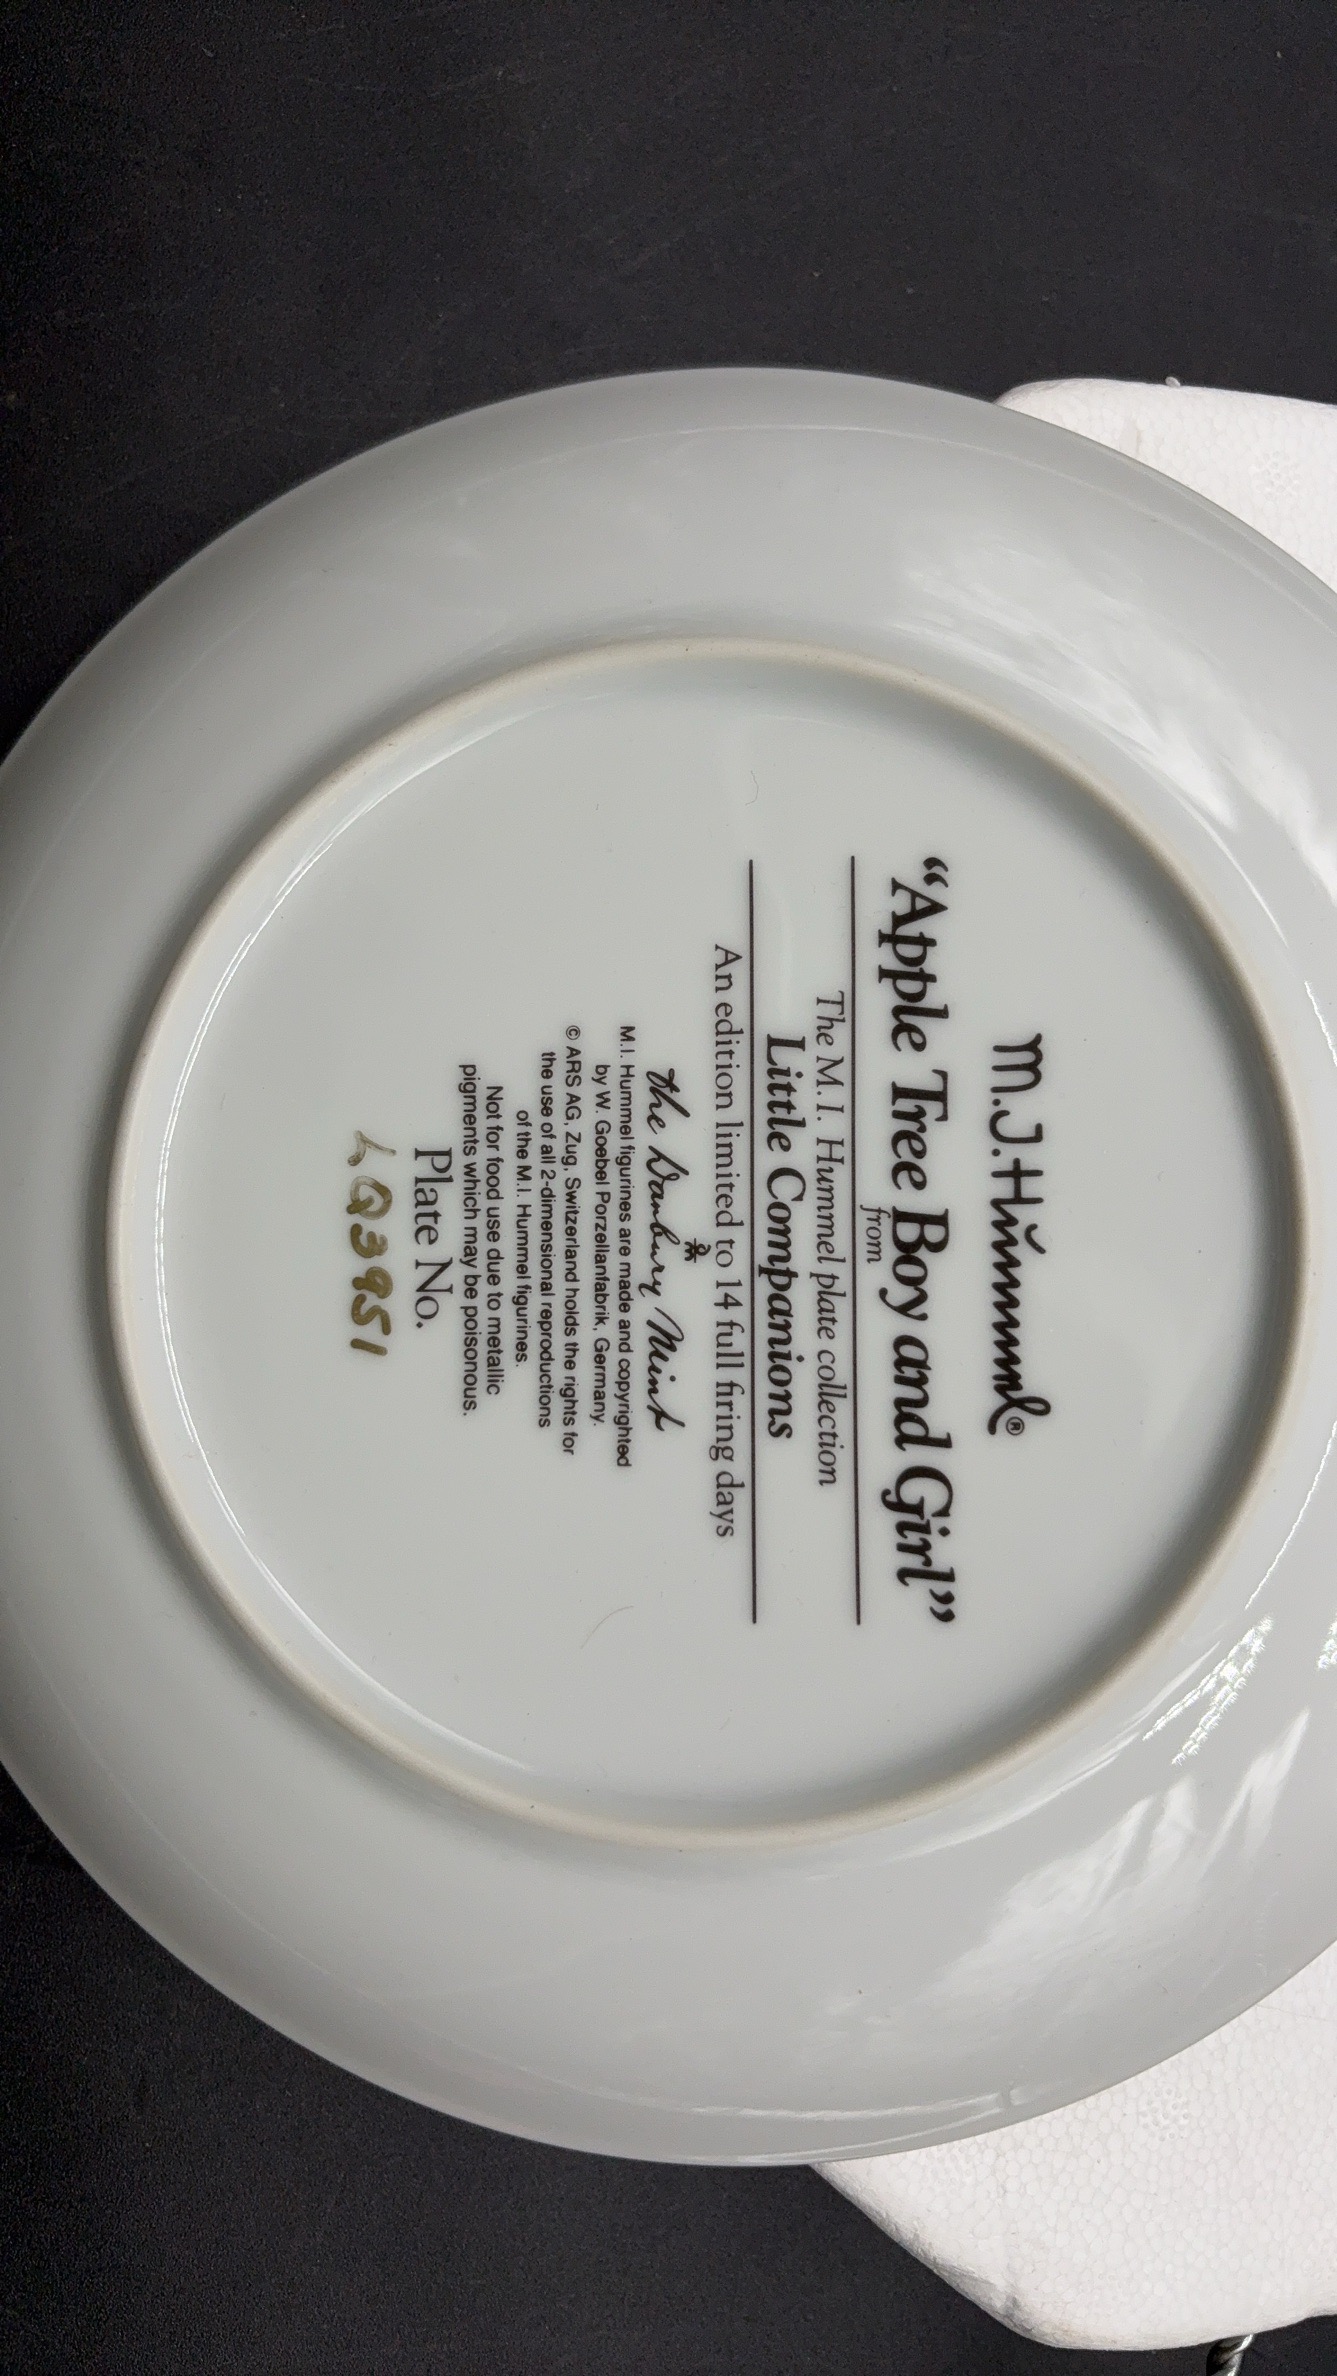 M.J.Hümmel®
“Apple Tree Boy and Girl”
from
The M.I. Hummel plate collection
Little Companions
An edition limited to 14 full firing days
The Danbury Mint
M.I. Hummel figurines are made and copyrighted
by W. Goebel Porzellanfabrik, Germany.
© ARS AG, Zug, Switzerland holds the rights for
the use of all 2-dimensional reproductions
of the M.I. Hummel figurines.
Not for food use due to metallic
pigments which may be poisonous.
Plate No.
LQ3951